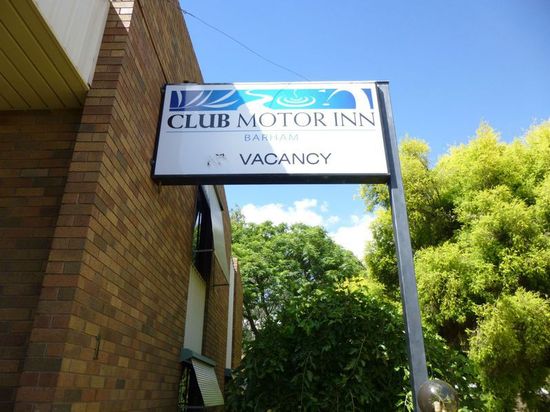 CLUB MOTOR INN
BARHAM
VACANCY